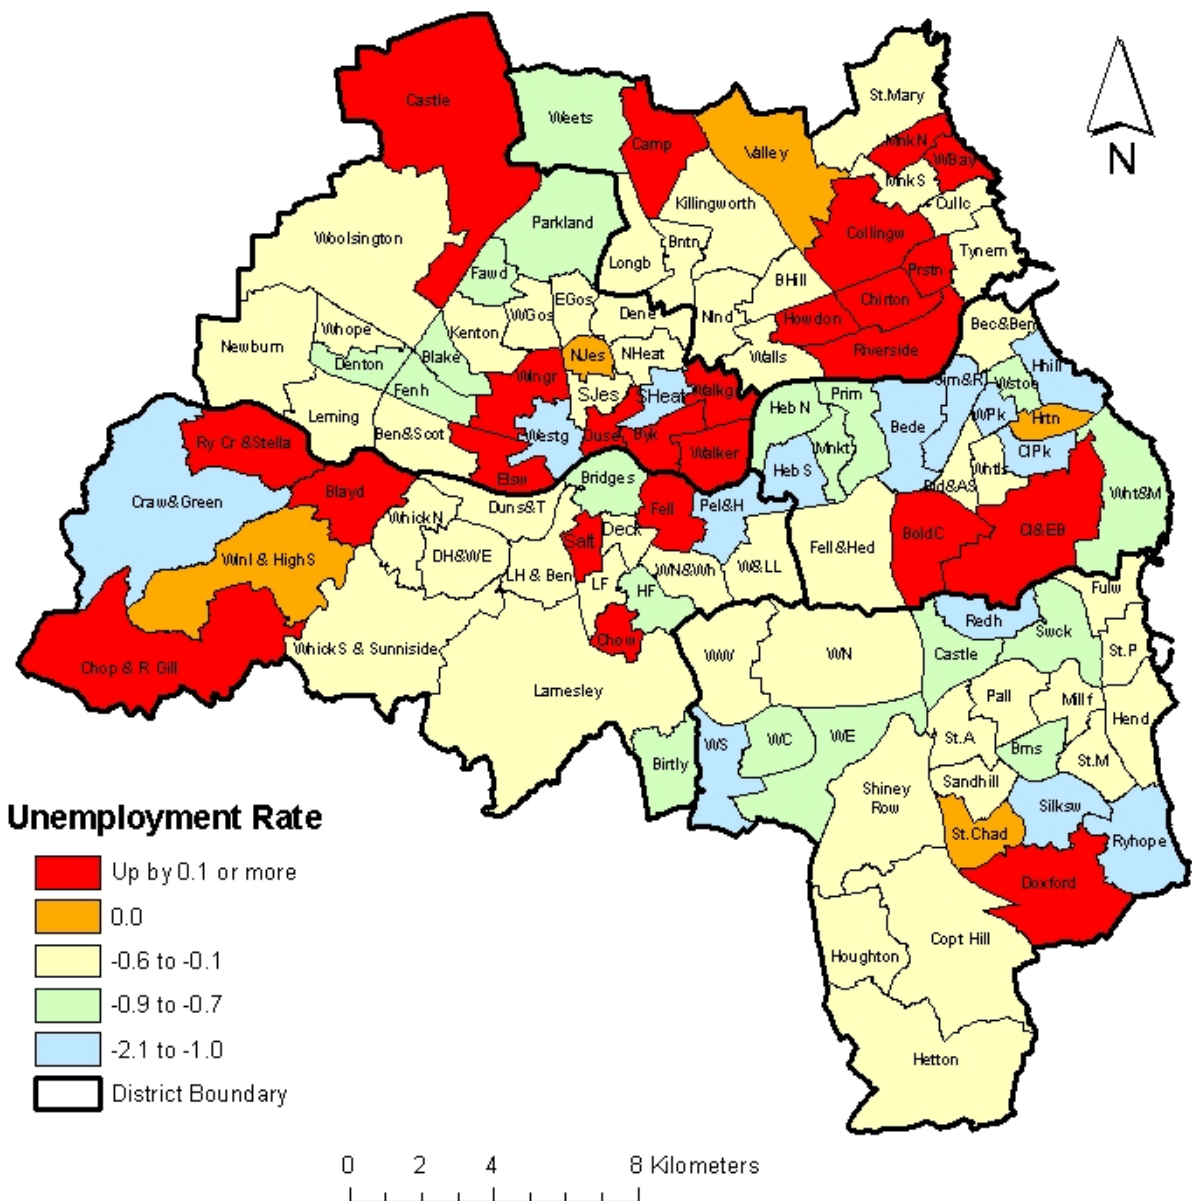 Castle
Weets
Camp
Valley
St.Mary
MnkN
WBay
MnkS
Cullc
N
Killingworth
Parkland
Woolsington
Bntn
Longb
Collingw
Tynem
Prstn
Fawd
BHill
EGos
WGos
Dene
Nlnd
Chirton
Howdon
Riverside
Walls
Bec&Ben
Whope
Kenton
Newburn
Denton
Blake
NJes
NHeat
Fenh
Wingr
SJes
SHeat
Walkg
Leming
Ben&Scot
Westg
Ouse
Byk
Walker
Elsw
Heb N
Prim
Mnkt
Heb S
Bede
Sim&R
Hhill
Wstoe
WPk
Hrtn
ClPk
Whtls
Bid&AS
Wht&M
Ry Cr &Stella
Craw&Green
Blayd
WhickN
Duns&T
Bridges
Fell
Pel&H
Deck
Salt
DH&WE
LH & Ben
LF
HF
WN&Wh
W&LL
Fell&Hed
BoldC
Cl&EB
Winl & HighS
Chop & R Gill
WhickS & Sunniside
Chow
Lamesley
Birtly
WW
WN
Castle
Redh
Swck
Fulw
St.P
Pall
Millf
Hend
WS
WC
WE
St.A
Bms
St.M
Shiney
Row
Sandhill
Silksw
St.Chad
Ryhope
Doxford
Copt Hill
Houghton
Hetton
Unemployment Rate
Up by 0.1 or more
0.0
-0.6 to -0.1
-0.9 to -0.7
-2.1 to -1.0
District Boundary
0 2 4 8 Kilometers